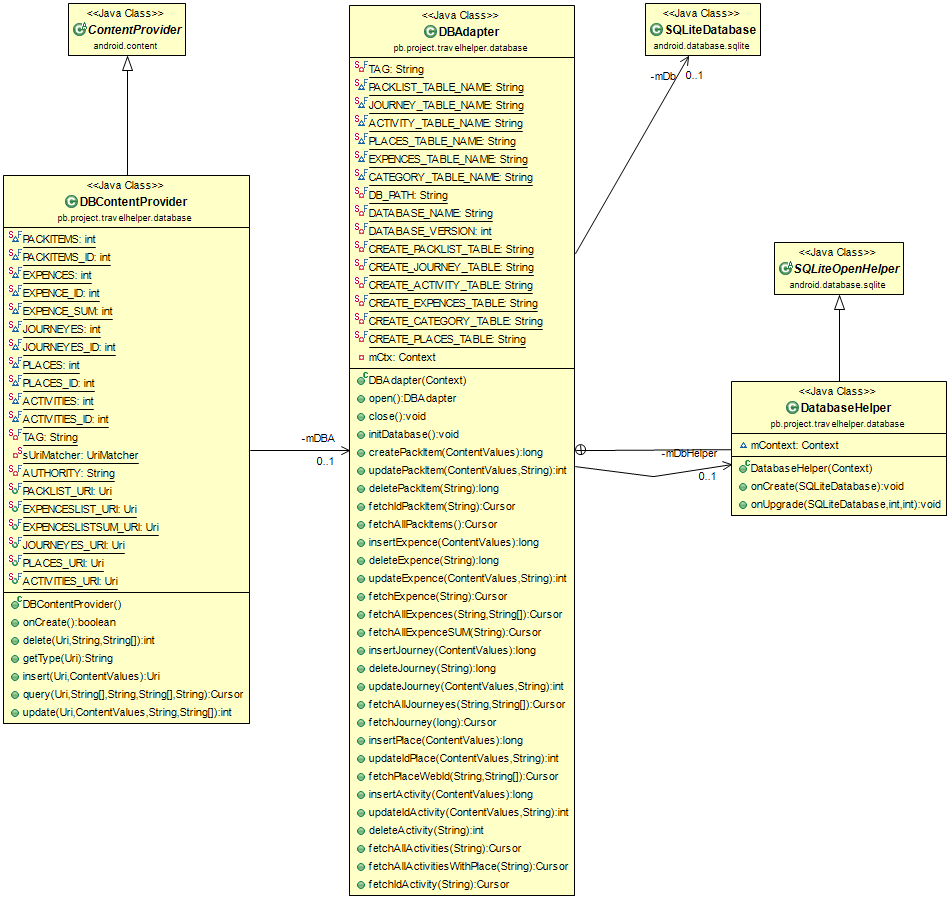 <<Java Class>>
ContentProvider
android.content
<<Java Class>>
DBContentProvider
pb.project.travelhelper.database
PACKITEMS: int
PACKITEMS_ID: int
EXPENCES: int
EXPENCE_ID: int
EXPENCE_SUM: int
JOURNEYES: int
JOURNEYES_ID: int
PLACES: int
PLACES_ID: int
ACTIVITIES: int
ACTIVITIES_ID: int
TAG: String
sUriMatcher: UriMatcher
AUTHORITY: String
PACKLIST_URI: Uri
EXPENCESLIST_URI: Uri
EXPENCESLISTSUM_URI: Uri
JOURNEYES_URI: Uri
PLACES_URI: Uri
ACTIVITIES_URI: Uri
DBContentProvider()
onCreate():boolean
delete(Uri,String,String[]):int
getType(Uri):String
insert(Uri,ContentValues):Uri
query(Uri,String[],String,String[],String):Cursor
update(Uri,ContentValues,String,String[]):int
-mDBA
0..1
<<Java Class>>
DBAdapter
pb.project.travelhelper.database
TAG: String
PACKLIST_TABLE_NAME: String
JOURNEY_TABLE_NAME: String
ACTIVITY_TABLE_NAME: String
PLACES_TABLE_NAME: String
EXPENCES_TABLE_NAME: String
CATEGORY_TABLE_NAME: String
DB_PATH: String
DATABASE_NAME: String
DATABASE_VERSION: int
CREATE_PACKLIST_TABLE: String
CREATE_JOURNEY_TABLE: String
CREATE_ACTIVITY_TABLE: String
CREATE_EXPENCES_TABLE: String
CREATE_CATEGORY_TABLE: String
CREATE_PLACES_TABLE: String
mCtx: Context
DBAdapter(Context)
open():DBAdapter
close():void
initDatabase():void
createPackItem(ContentValues):long
updatePackItem(ContentValues,String):int
deletePackItem(String):long
fetchIdPackItem(String):Cursor
fetchAllPackItems():Cursor
insertExpence(ContentValues):long
deleteExpence(String):long
updateExpence(ContentValues,String):int
fetchExpence(String):Cursor
fetchAllExpences(String,String[]):Cursor
fetchAllExpenceSUM(String):Cursor
insertJourney(ContentValues):long
deleteJourney(String):long
updateJourney(ContentValues,String):int
fetchAllJourneyes(String,String[]):Cursor
fetchJourney(long):Cursor
insertPlace(ContentValues):long
updateIdPlace(ContentValues,String):int
fetchPlaceWebId(String,String[]):Cursor
insertActivity(ContentValues):long
updateIdActivity(ContentValues,String):int
deleteActivity(String):int
fetchAllActivities(String):Cursor
fetchAllActivitiesWithPlace(String):Cursor
fetchIdActivity(String):Cursor
<<Java Class>>
SQLiteDatabase
android.database.sqlite
-mDb 0..1
<<Java Class>>
SQLiteOpenHelper
android.database.sqlite
<<Java Class>>
DatabaseHelper
pb.project.travelhelper.database
mContext: Context
DatabaseHelper(Context)
onCreate(SQLiteDatabase):void
onUpgrade(SQLiteDatabase,int,int):void
-mDbHelper
0..1